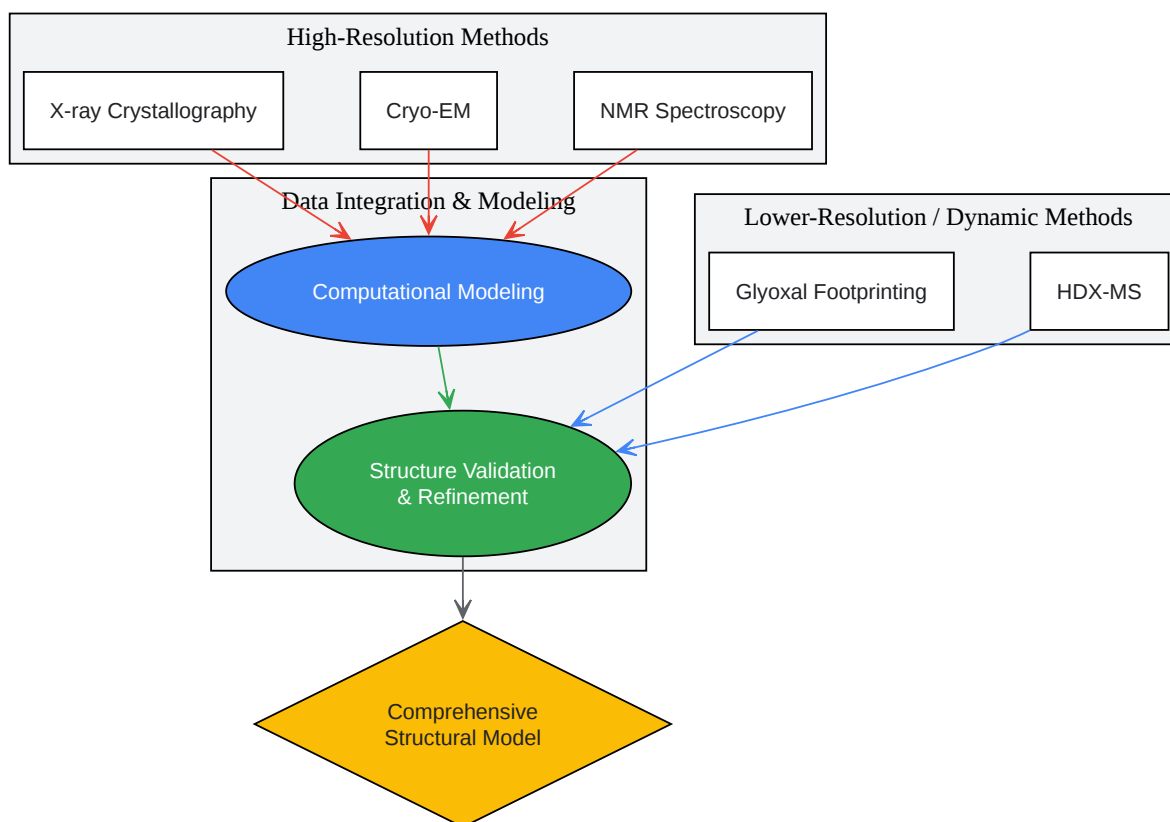 High-Resolution Methods
X-ray Crystallography
Cryo-EM
NMR Spectroscopy
Data Integration & Modeling
Lower-Resolution / Dynamic Methods
Computational Modeling
Glyoxal Footprinting
HDX-MS
Structure Validation
& Refinement
Comprehensive
Structural Model